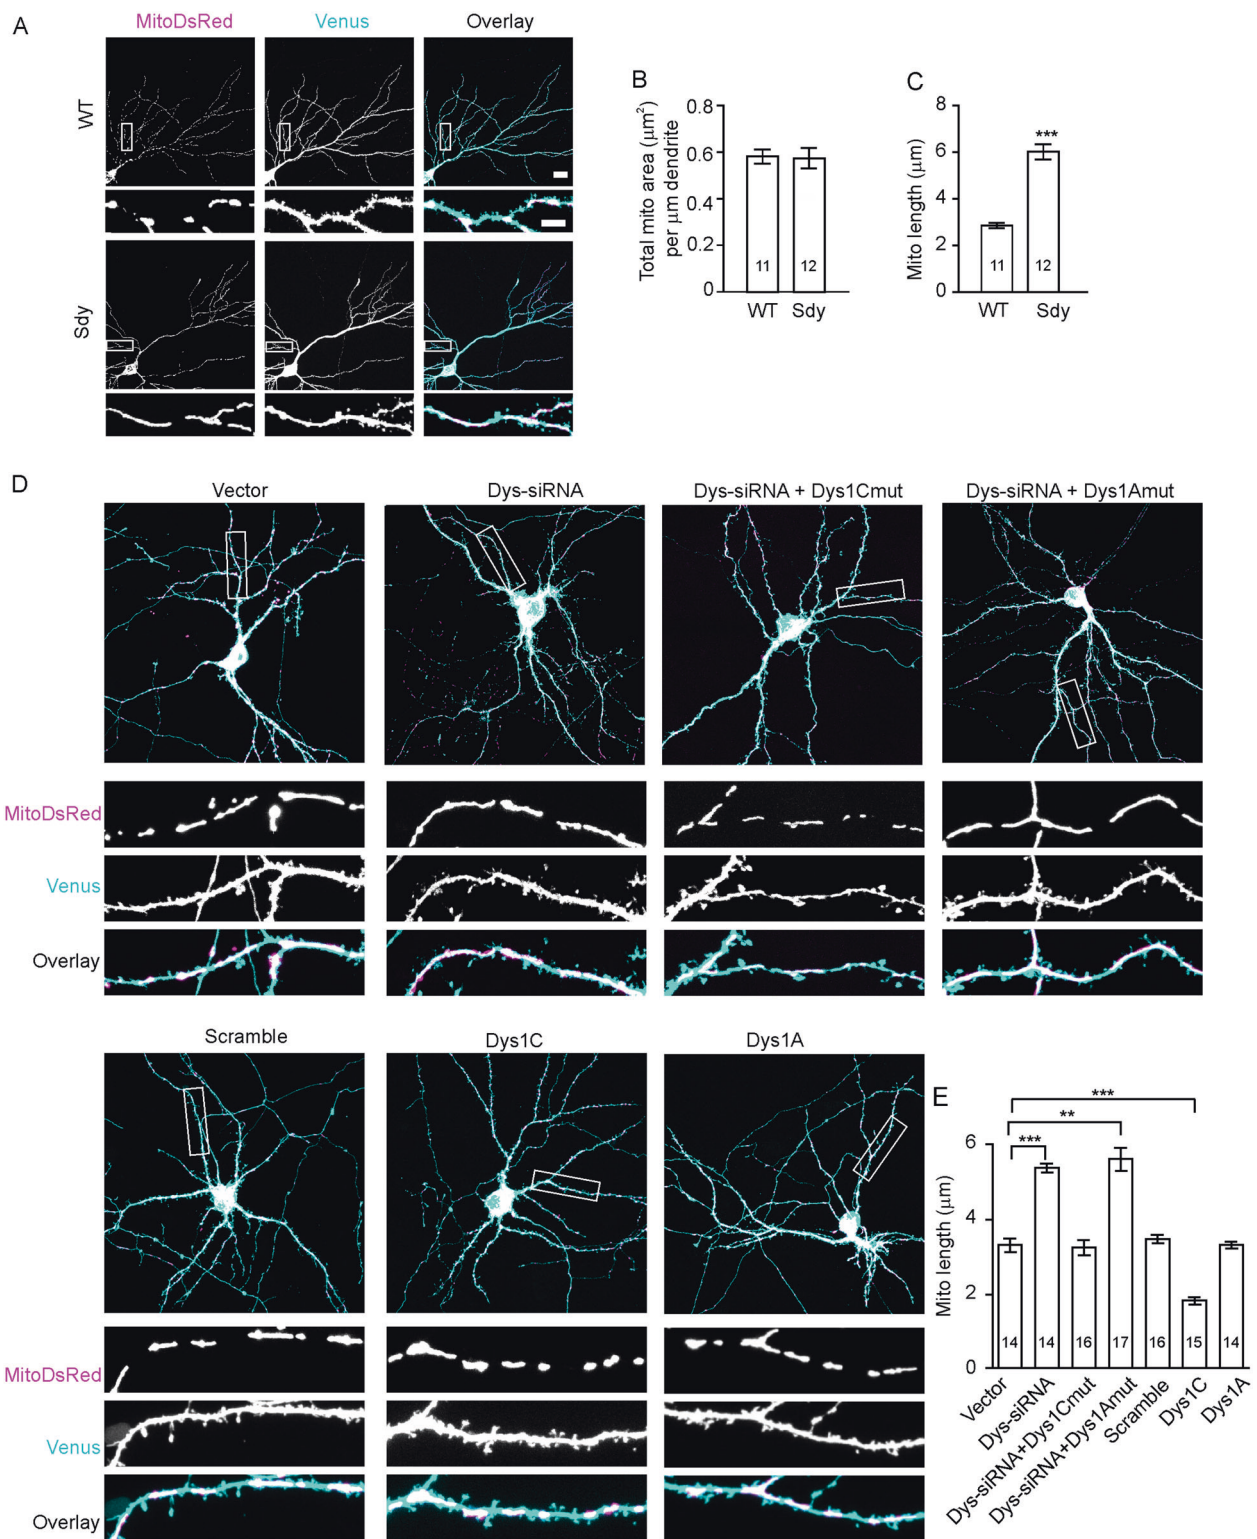 A
MitoDsRed
Venus
Overlay
WT
Sdy
B
Total mito area (μm²)
per μm dendrite
0.8
0.6
0.4
0.2
0
11
12
WT
Sdy
C
Mito length (μm)
8
6
4
2
0
***
11
12
WT
Sdy
D
Vector
Dys-siRNA
Dys-siRNA + Dys1Cmut
Dys-siRNA + Dys1Amut
MitoDsRed
Venus
Overlay
Scramble
Dys1C
Dys1A
MitoDsRed
Venus
Overlay
E
***
**
***
Mito length (μm)
6
4
2
0
14
14
16
17
16
15
14
Vector
Dys-siRNA
Dys-siRNA+Dys1Cmut
Dys-siRNA+Dys1Amut
Scramble
Dys1C
Dys1A